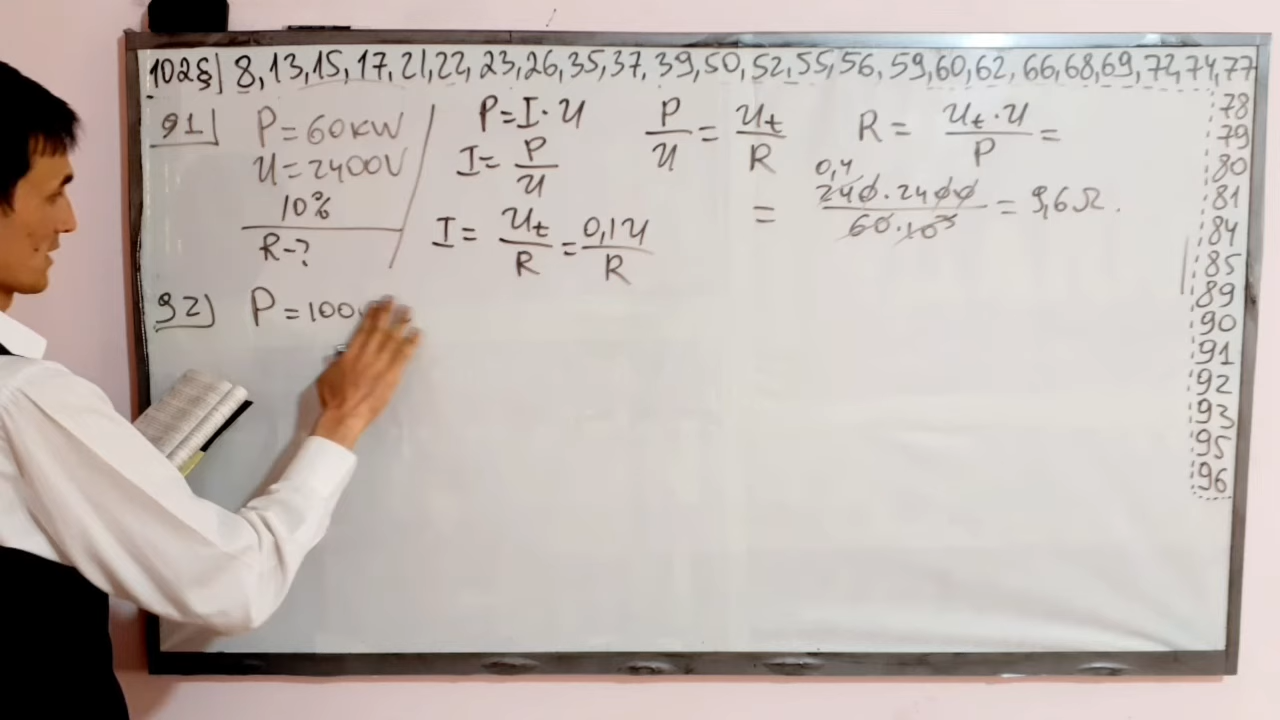 102§] 8, 13, 15, 17, 21, 22, 23, 26, 35, 37, 39, 50, 52, 55, 56, 59, 60, 62, 66, 68, 69, 72, 74, 77
78
79
80
81
84
85
89
90
91
92
93
95
96
91] P = 60kW
U = 2400V
10%
R-?
P = I · U
I = P/U
I = Ut/R = 0,1U/R
P/U = Ut/R
R = Ut · U/P =
0,4
= 240 · 2400/60 · 10³ = 9,6Ω.
92) P = 100